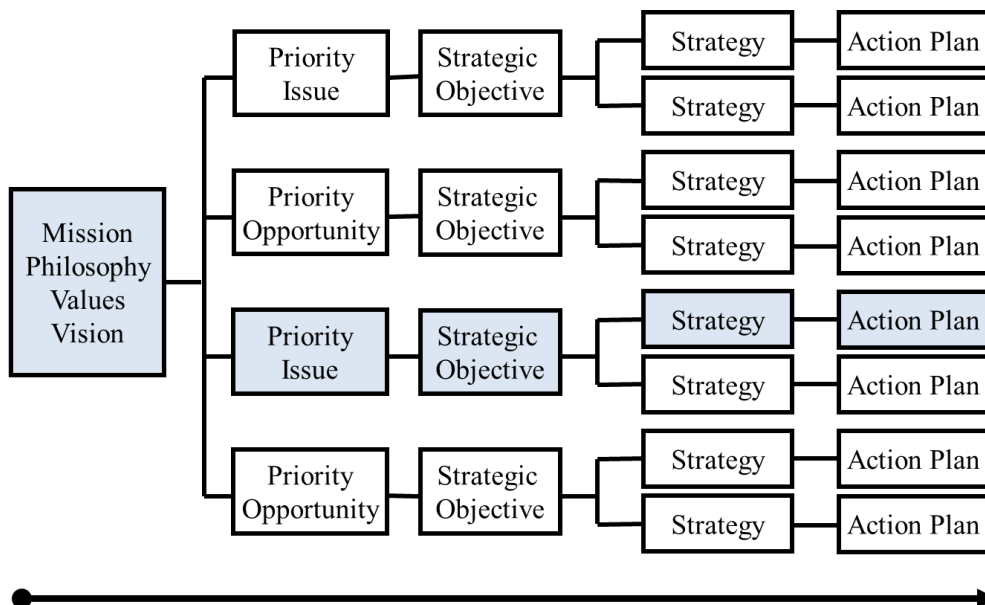 Mission
Philosophy
Values
Vision
Priority
Issue
Strategic
Objective
Strategy
Action Plan
Strategy
Action Plan
Priority
Opportunity
Strategic
Objective
Strategy
Action Plan
Strategy
Action Plan
Priority
Issue
Strategic
Objective
Strategy
Action Plan
Strategy
Action Plan
Priority
Opportunity
Strategic
Objective
Strategy
Action Plan
Strategy
Action Plan